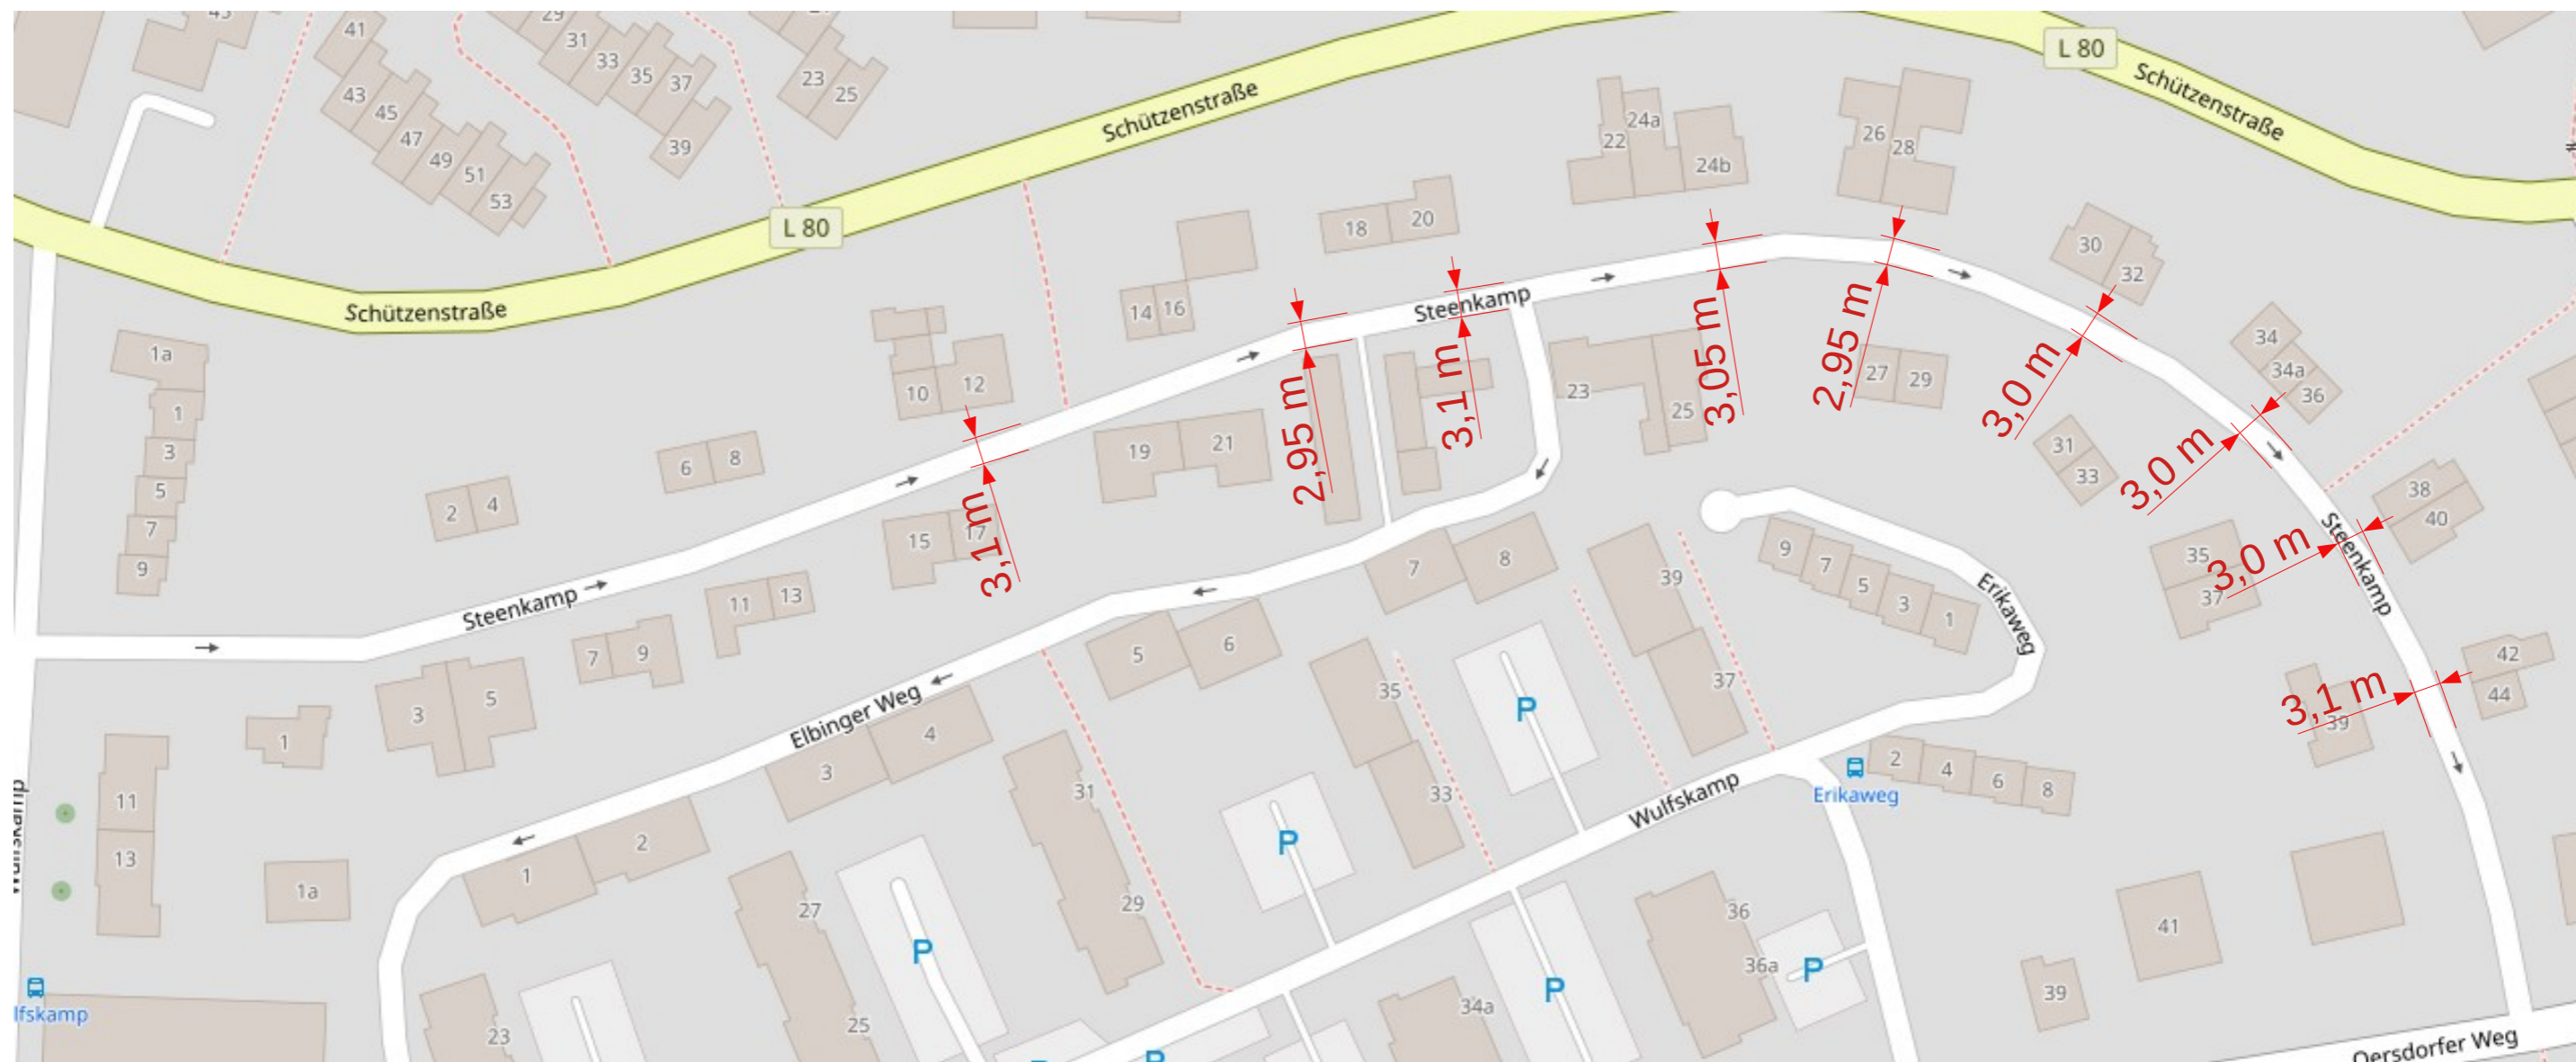 41
29
31
33
35
37
39
43
45
47
49
51
53
23
25
L 80
Schützenstraße
L 80
Schützenstraße
Schützenstraße
22
24a
24b
26
28
18
20
14
16
30
32
34
34a
36
38
40
42
44
1a
1
3
5
7
9
2
4
6
8
10
12
19
21
15
17
11
13
7
9
3
5
1
23
25
27
29
31
33
35
37
39
41
39
Steenkamp
Steenkamp
Steenkamp
3,1 m
2,95 m
3,1 m
3,05 m
2,95 m
3,0 m
3,0 m
3,0 m
3,1 m
Elbinger Weg
7
8
5
6
4
3
2
1
9
7
5
3
1
Erikaweg
39
37
35
33
31
29
27
25
23
2
4
6
8
Erikaweg
Wulfskamp
Wulfskamp
11
13
1a
lfskamp
36
36a
34a
P
P
P
P
P
P
Oersdorfer Weg